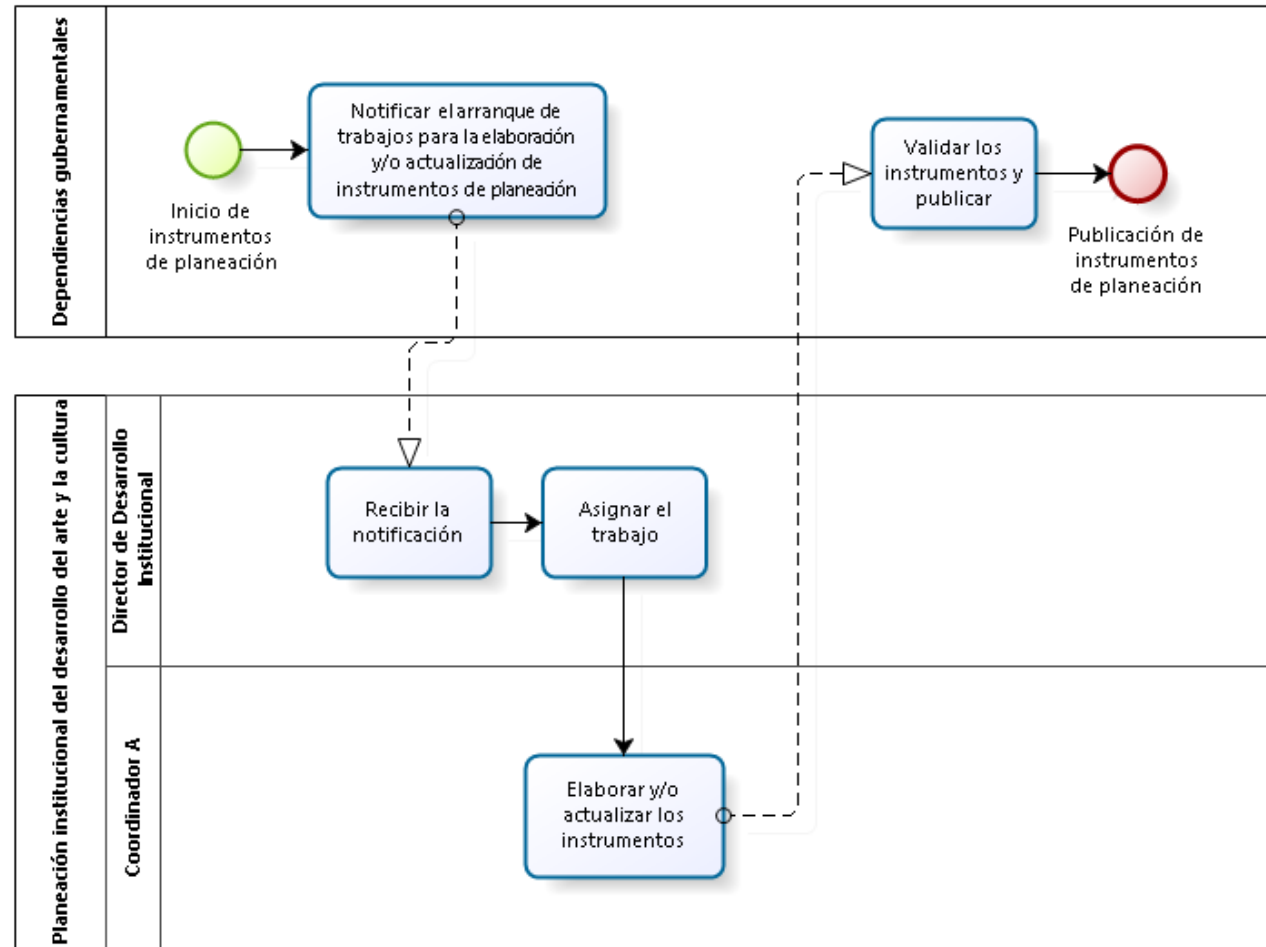 Dependiencias gubernamentales
Notificar el arranque de
trabajos para la elaboración
y/o actualización de
instrumentos de planeación
Inicio de
instrumentos
de planeación
Validar los
instrumentos y
publicar
Publicación de
instrumentos
de planeación
Planeación institucional del desarrollo del arte y la cultura
Director de Desarrollo
Institucional
Recibir la
notificación
Asignar el
trabajo
Coordinador A
Elaborar y/o
actualizar los
instrumentos